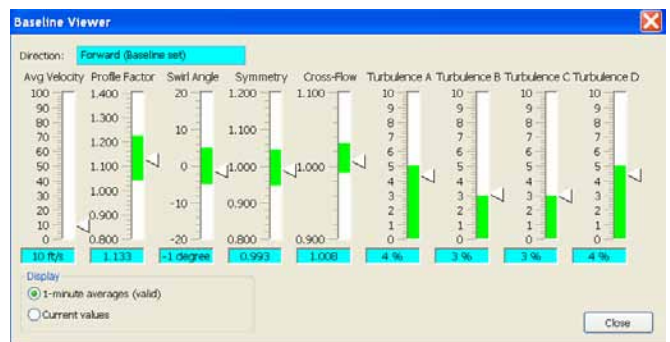 Baseline Viewer
Direction: Forward (Baseline set)
Avg Velocity Profile Factor Swirl Angle Symmetry Cross-Flow Turbulence A Turbulence B Turbulence C Turbulence D
100 1.400 20 1.200 1.100 10 10 10 10
90 9 9 9 9
80 1.300 8 8 8 8
70 10 1.100 7 7 7 7
60 1.200 6 6 6 6
50 0 1.000 1.000 5 5 5 5
40 1.100 4 4 4 4
30 -10 0.900 3 3 3 3
20 1.000 2 2 2 2
10 0.900 1 1 1 1
0 0.800 -20 0.800 0.900 0 0 0 0
10 ft/s 1.133 -1 degree 0.993 1.008 4 % 3 % 3 % 4 %
Display
1-minute averages (valid)
Current values
Close